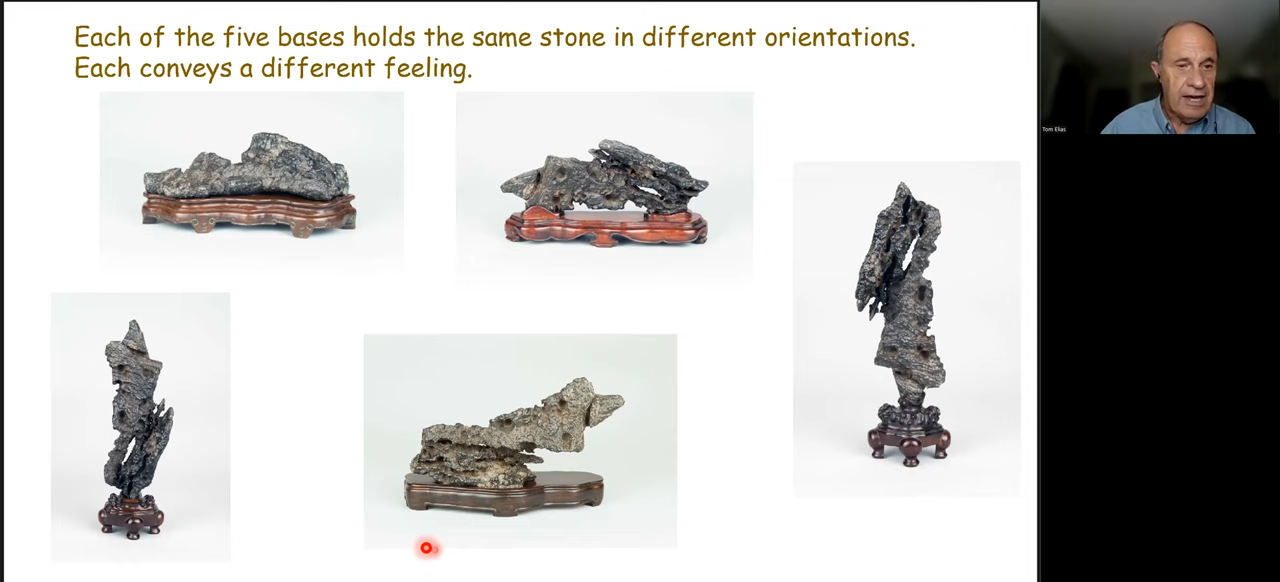 Each of the five bases holds the same stone in different orientations.
Each conveys a different feeling.
Tom Elias